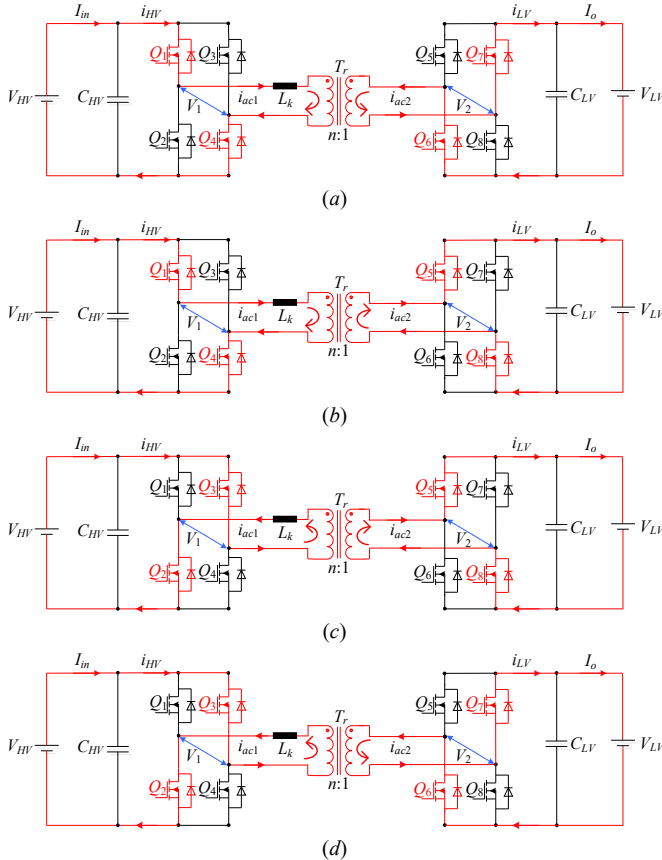 I_in i_HV i_LV I_o
Q_1 Q_3 T_r Q_5 Q_7
V_HV C_HV V_1 i_ac1 L_k i_ac2 V_2 C_LV V_LV
Q_2 Q_4 n:1 Q_6 Q_8
(a)
I_in i_HV i_LV I_o
Q_1 Q_3 T_r Q_5 Q_7
V_HV C_HV V_1 i_ac1 L_k i_ac2 V_2 C_LV V_LV
Q_2 Q_4 n:1 Q_6 Q_8
(b)
I_in i_HV i_LV I_o
Q_1 Q_3 T_r Q_5 Q_7
V_HV C_HV V_1 i_ac1 L_k i_ac2 V_2 C_LV V_LV
Q_2 Q_4 n:1 Q_6 Q_8
(c)
I_in i_HV i_LV I_o
Q_1 Q_3 T_r Q_5 Q_7
V_HV C_HV V_1 i_ac1 L_k i_ac2 V_2 C_LV V_LV
Q_2 Q_4 n:1 Q_6 Q_8
(d)